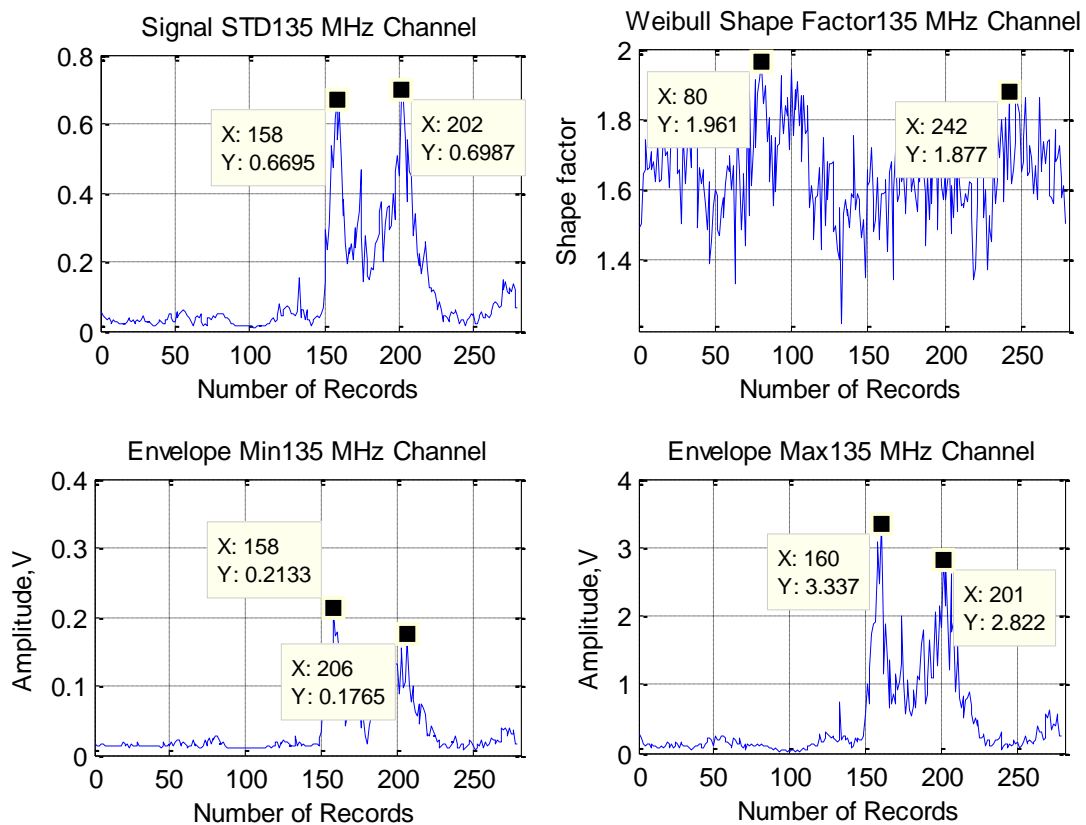 Signal STD135 MHz Channel
0.8
0.6
0.4
0.2
0
X: 158
Y: 0.6695
X: 202
Y: 0.6987
0 50 100 150 200 250
Number of Records
Weibull Shape Factor135 MHz Channel
Shape factor
2
1.8
1.6
1.4
X: 80
Y: 1.961
X: 242
Y: 1.877
0 50 100 150 200 250
Number of Records
Envelope Min135 MHz Channel
Amplitude,V
0.4
0.3
0.2
0.1
0
X: 158
Y: 0.2133
X: 206
Y: 0.1765
0 50 100 150 200 250
Number of Records
Envelope Max135 MHz Channel
Amplitude,V
4
3
2
1
0
X: 160
Y: 3.337
X: 201
Y: 2.822
0 50 100 150 200 250
Number of Records